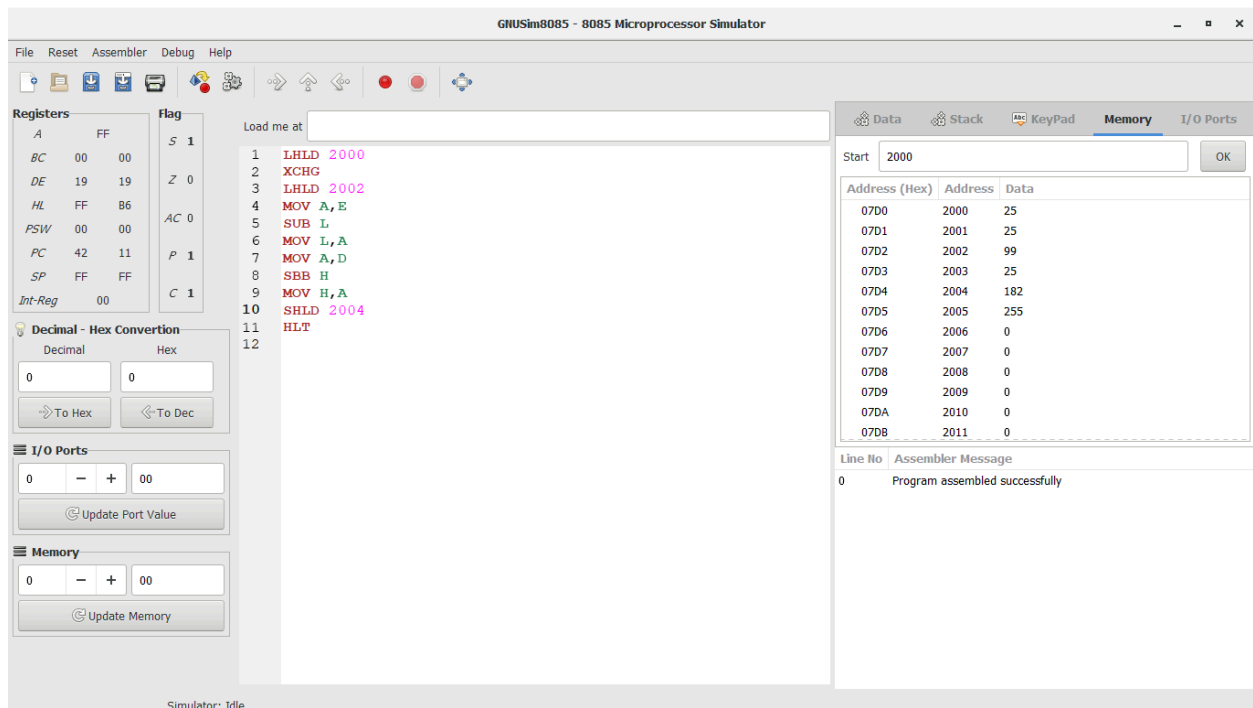 GNUSim8085 - 8085 Microprocessor Simulator
File Reset Assembler Debug Help
Registers
A FF
BC 00 00
DE 19 19
HL FF B6
PSW 00 00
PC 42 11
SP FF FF
Int-Reg 00
Flag
S 1
Z 0
AC 0
P 1
C 1
Decimal - Hex Convertion
Decimal Hex
0 0
To Hex To Dec
I/O Ports
0 − + 00
Update Port Value
Memory
0 − + 00
Update Memory
Load me at
1 LHLD 2000
2 XCHG
3 LHLD 2002
4 MOV A,E
5 SUB L
6 MOV L,A
7 MOV A,D
8 SBB H
9 MOV H,A
10 SHLD 2004
11 HLT
12
Data Stack Abc KeyPad Memory I/O Ports
Start 2000 OK
Address (Hex) Address Data
07D0 2000 25
07D1 2001 25
07D2 2002 99
07D3 2003 25
07D4 2004 182
07D5 2005 255
07D6 2006 0
07D7 2007 0
07D8 2008 0
07D9 2009 0
07DA 2010 0
07DB 2011 0
Line No Assembler Message
0 Program assembled successfully
Simulator: Idle